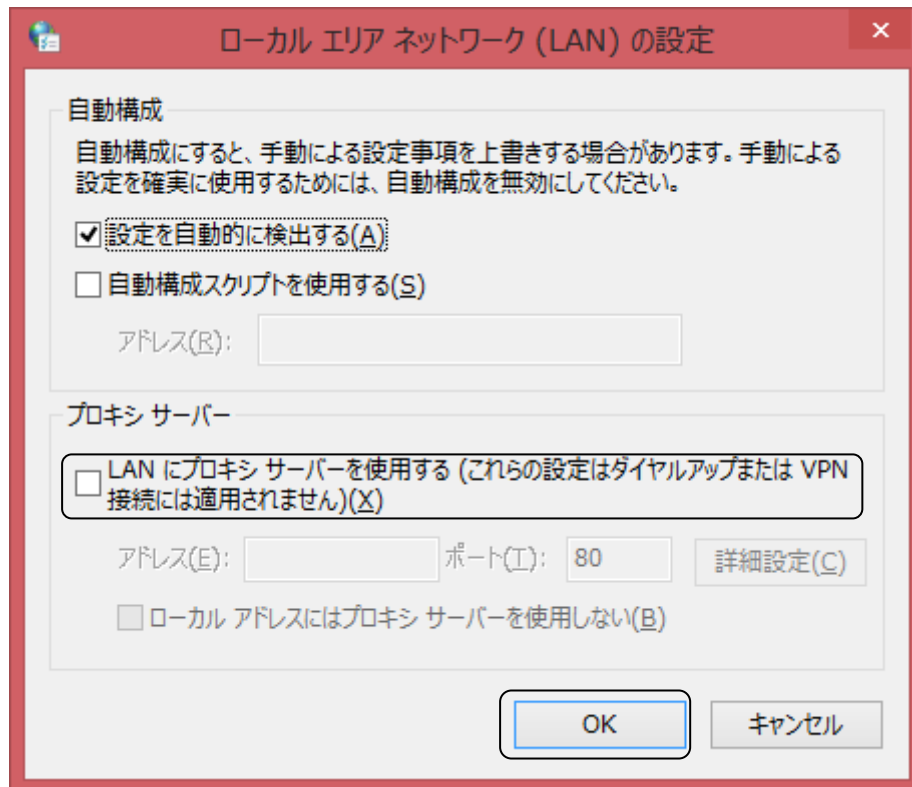 ローカル エリア ネットワーク (LAN) の設定
自動構成
自動構成にすると、手動による設定事項を上書きする場合があります。手動による
設定を確実に使用するためには、自動構成を無効にしてください。
設定を自動的に検出する(A)
自動構成スクリプトを使用する(S)
アドレス(R):
プロキシ サーバー
LAN にプロキシ サーバーを使用する (これらの設定はダイヤルアップまたは VPN
接続には適用されません)(X)
アドレス(E): ポート(T): 80 詳細設定(C)
ローカル アドレスにはプロキシ サーバーを使用しない(B)
OK キャンセル